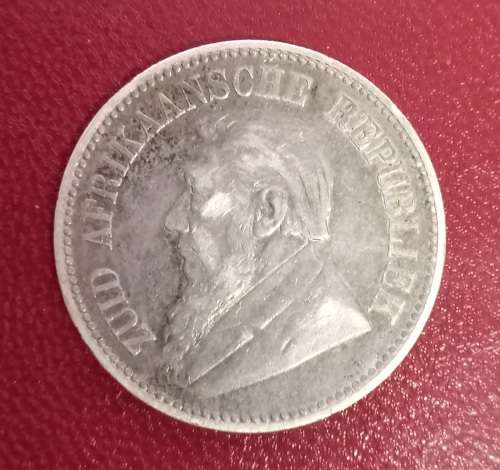 ZUID AFRIKAANSCHE REPUBLIEK